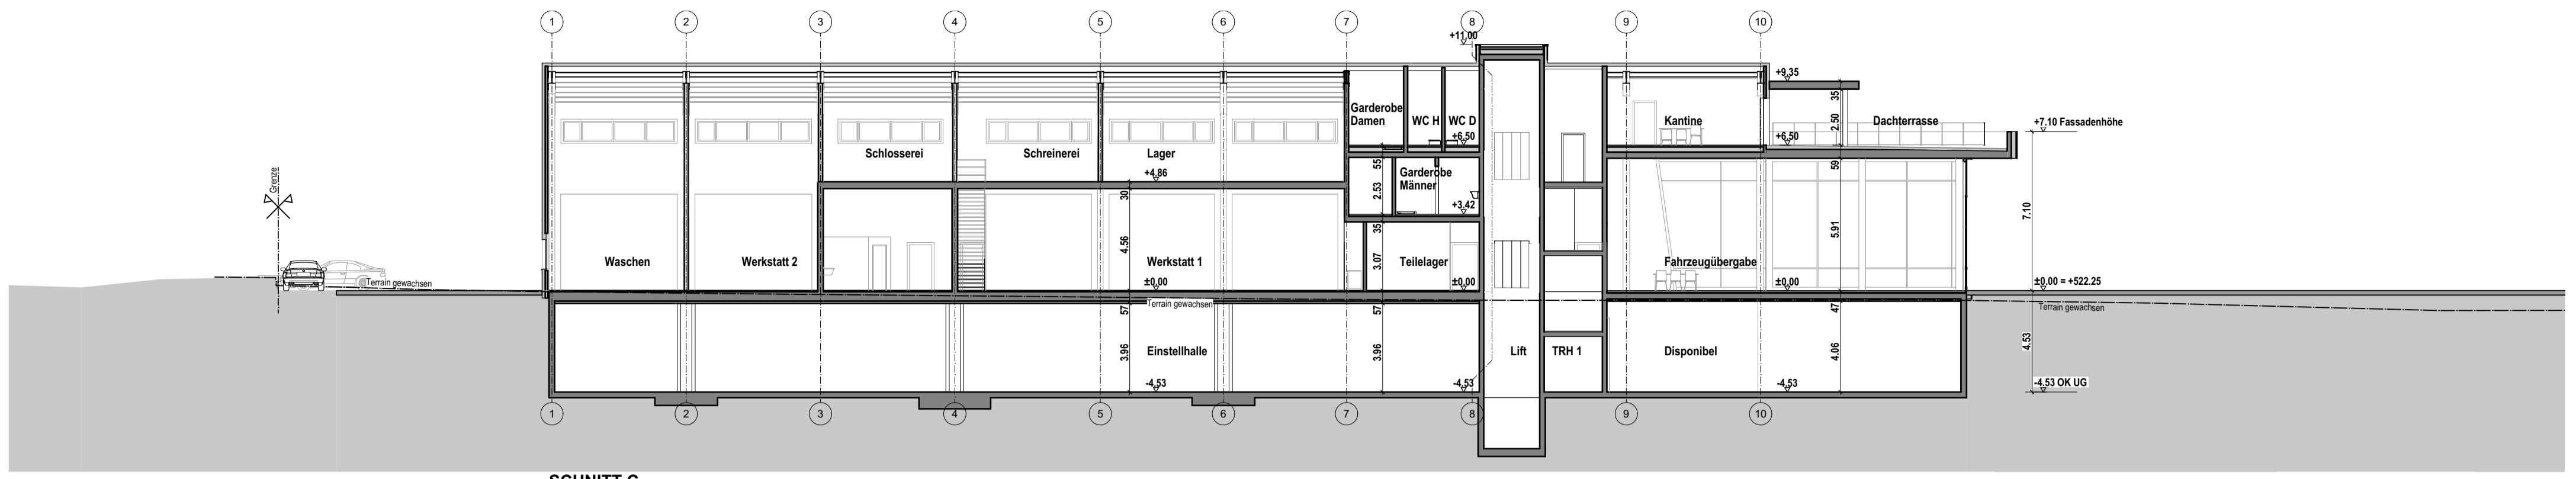 1 2 3 4 5 6 7 8 9 10
+11.00
+9.35
Garderobe
Damen
WC H WC D
+6.50
Kantine
+6.50
35
2.50
Dachterrasse
+7.10 Fassadenhöhe
Schlosserei
Schreinerei
Lager
+4.86
55
Garderobe
Männer
2.53
+3.42
59
Grenze
30
4.56
35
3.07
5.91
7.10
Waschen
Werkstatt 2
Werkstatt 1
Teilelager
Fahrzeugübergabe
Terrain gewachsen
±0.00
±0.00
±0.00
±0.00 = +522.25
Terrain gewachsen
Terrain gewachsen
57
57
47
3.96
3.96
4.06
4.53
Einstellhalle
Lift
TRH 1
Disponibel
-4.53
-4.53
-4.53
-4.53 OK UG
1 2 3 4 5 6 7 8 9 10
SCHNITT C